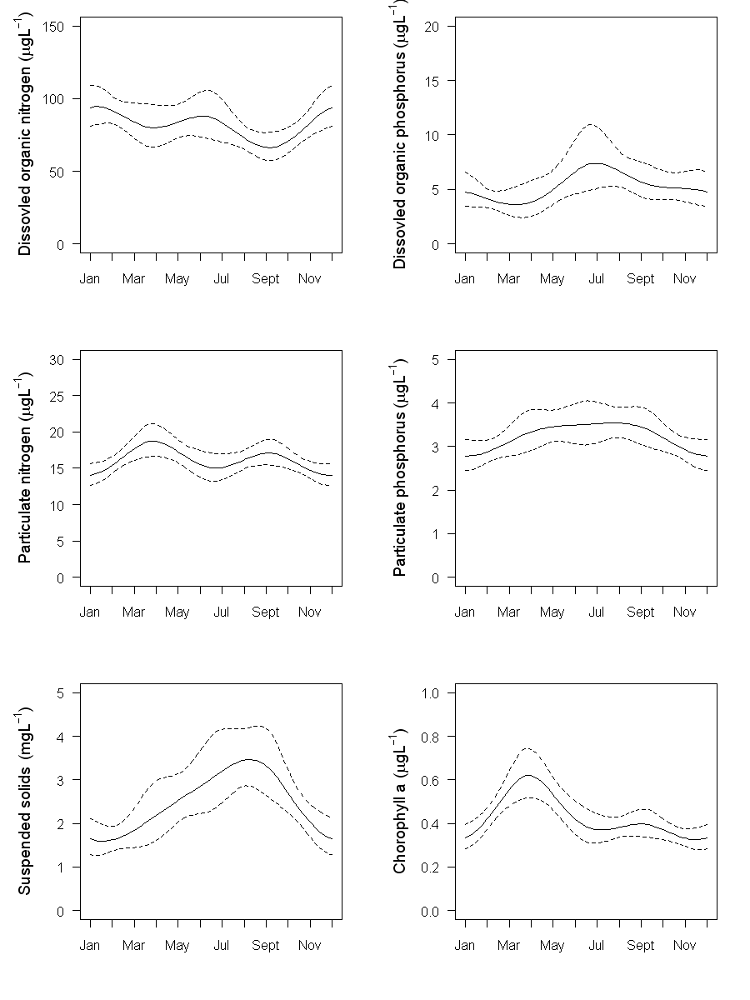 Dissovled organic nitrogen (μgL⁻¹)
150
100
50
0
Jan Mar May Jul Sept Nov
Dissovled organic phosphorus (μgL⁻¹)
20
15
10
5
0
Jan Mar May Jul Sept Nov
Particulate nitrogen (μgL⁻¹)
30
25
20
15
10
5
0
Jan Mar May Jul Sept Nov
Particulate phosphorus (μgL⁻¹)
5
4
3
2
1
0
Jan Mar May Jul Sept Nov
Suspended solids (mgL⁻¹)
5
4
3
2
1
0
Jan Mar May Jul Sept Nov
Chorophyll a (μgL⁻¹)
1.0
0.8
0.6
0.4
0.2
0.0
Jan Mar May Jul Sept Nov